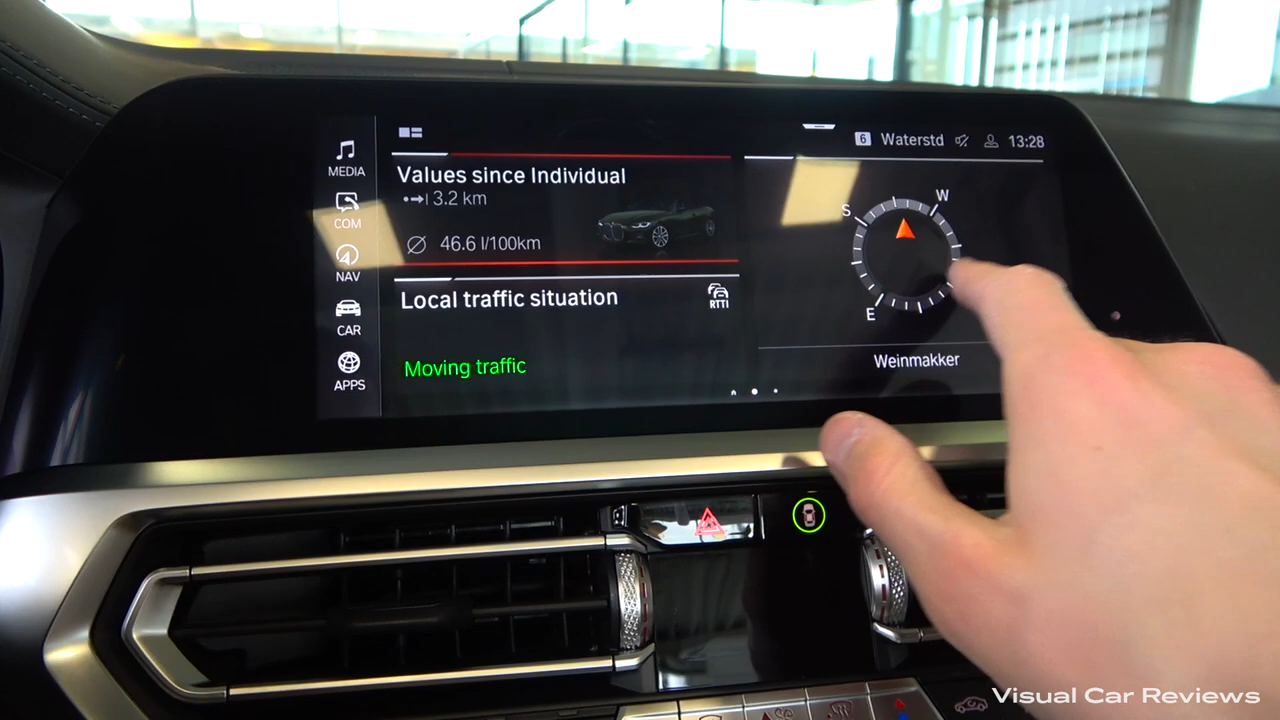 6 Waterstd 13:28
MEDIA
COM
NAV
CAR
APPS
Values since Individual
3.2 km
46.6 l/100km
Local traffic situation
RTTI
Moving traffic
S
W
E
Weinmakker
Visual Car Reviews